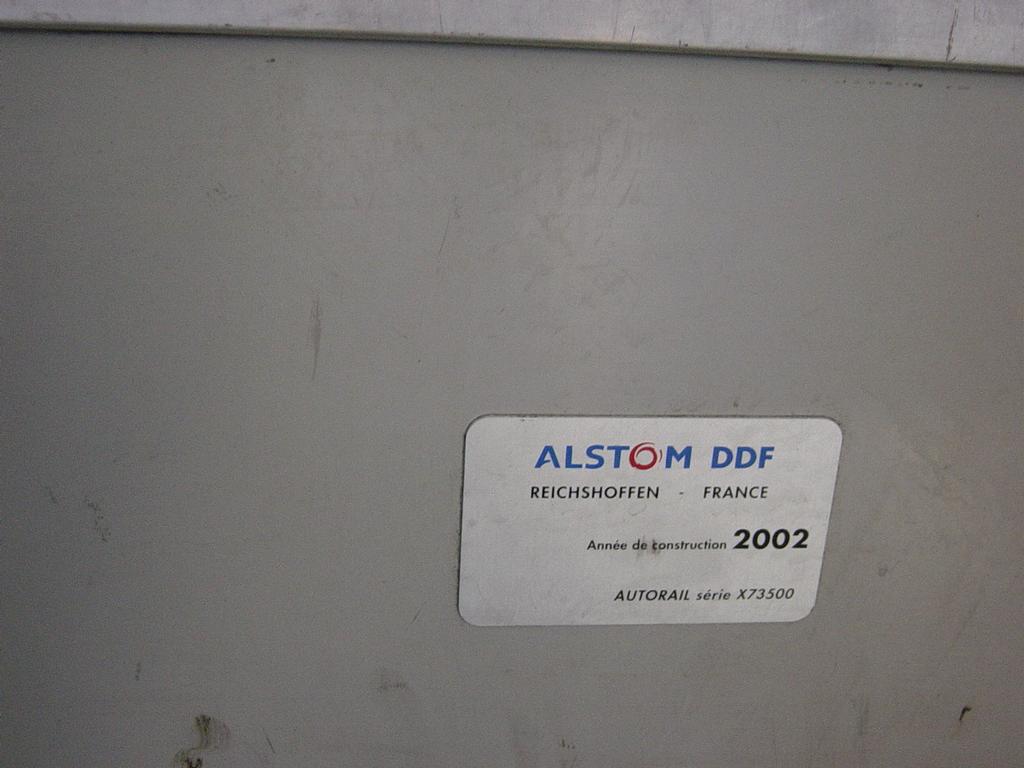 ALSTOM DDF
REICHSHOFFEN - FRANCE
Année de construction 2002
AUTORAIL série X73500